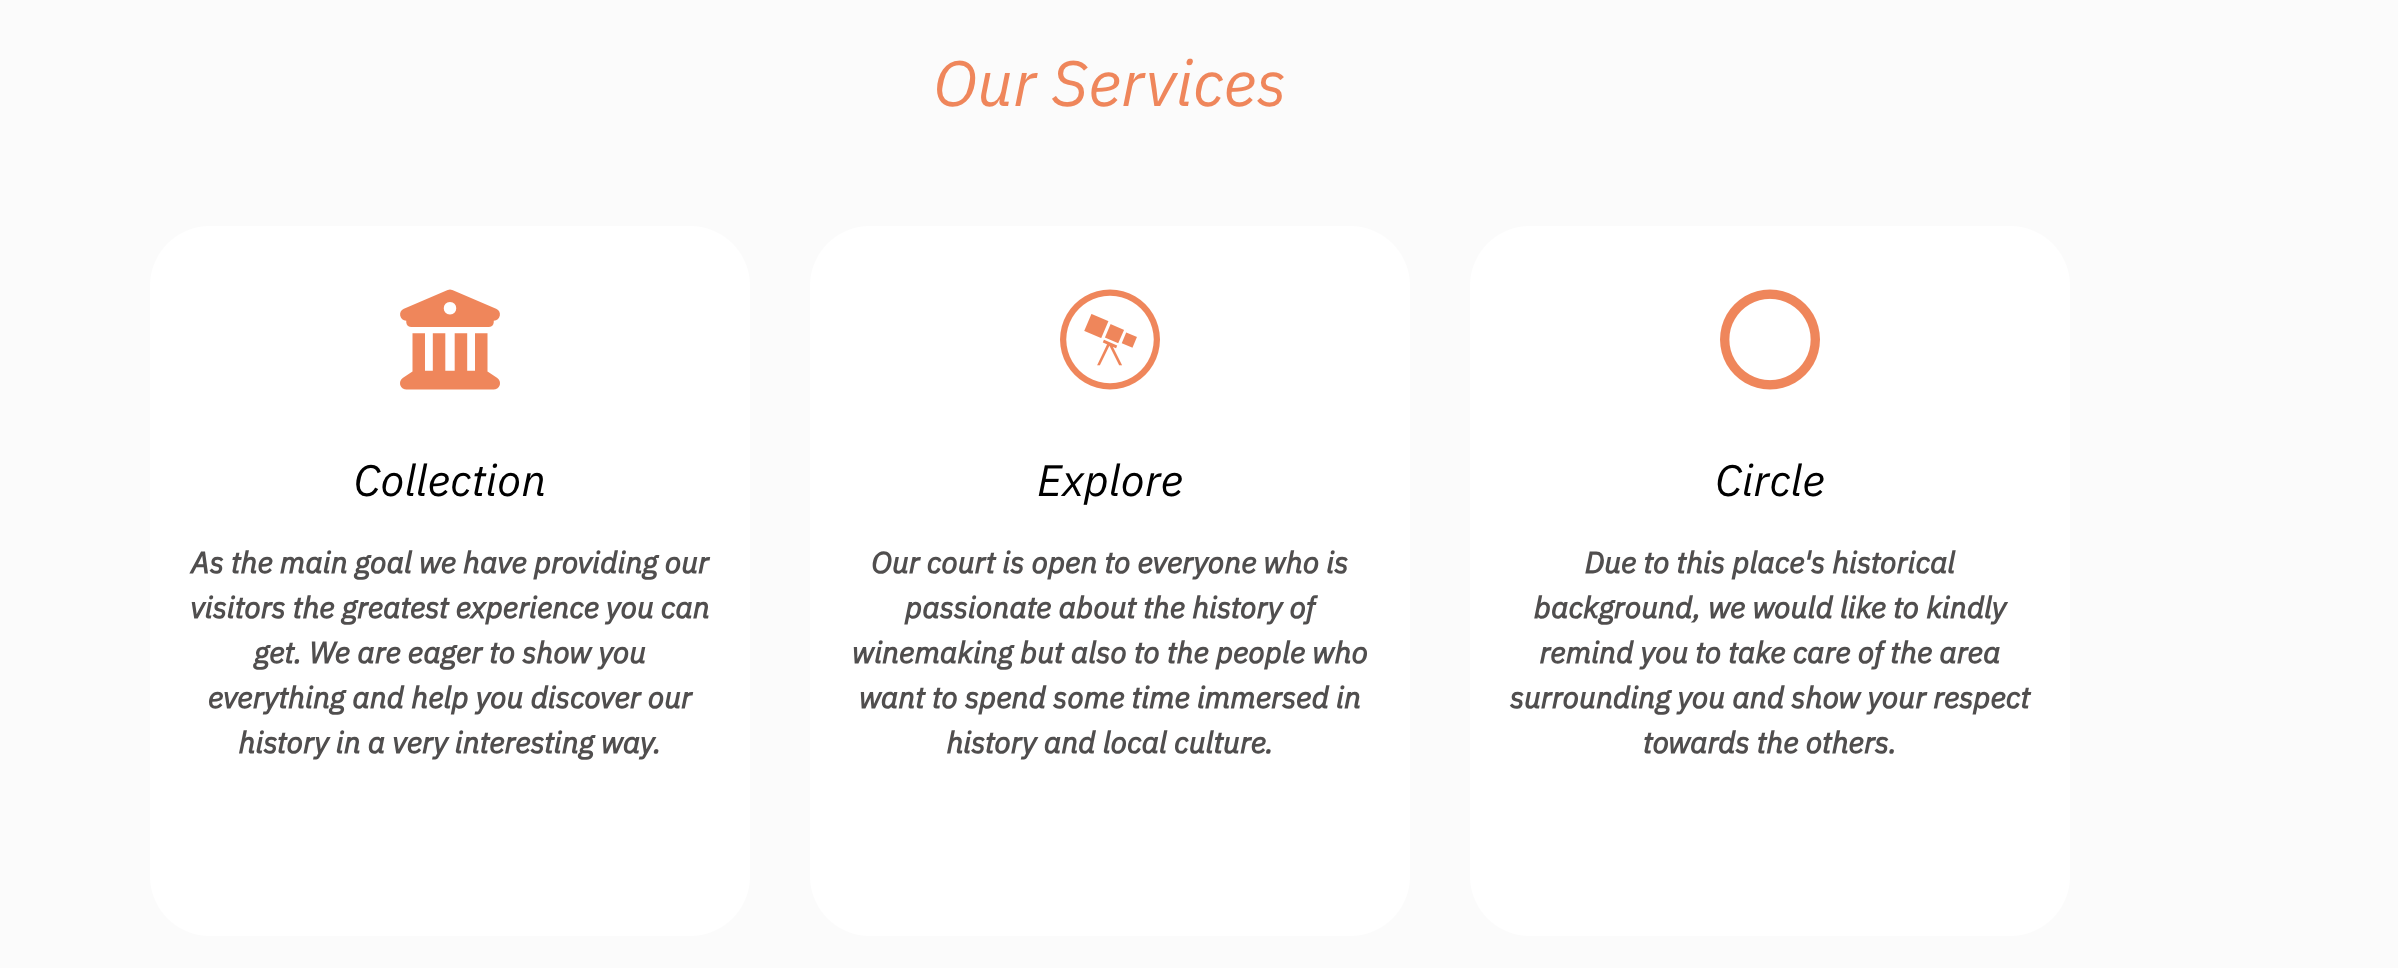 Our Services
Collection
As the main goal we have providing our
visitors the greatest experience you can
get. We are eager to show you
everything and help you discover our
history in a very interesting way.
Explore
Our court is open to everyone who is
passionate about the history of
winemaking but also to the people who
want to spend some time immersed in
history and local culture.
Circle
Due to this place's historical
background, we would like to kindly
remind you to take care of the area
surrounding you and show your respect
towards the others.